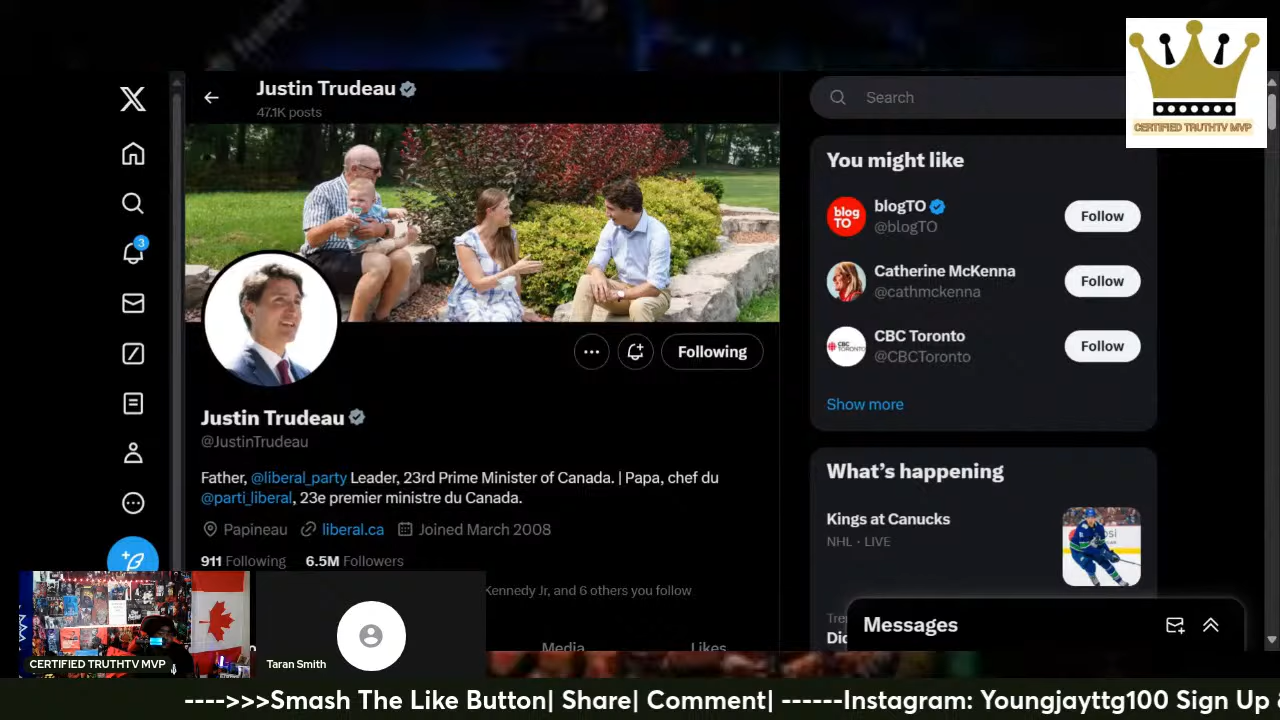 Justin Trudeau
47.1K posts
Search
CERTIFIED TRUTHTV MVP
You might like
blogTO
@blogTO
Follow
blog
TO
Catherine McKenna
@cathmckenna
Follow
CBC Toronto
@CBCToronto
Follow
Show more
Following
Justin Trudeau
@JustinTrudeau
Father, @liberal_party Leader, 23rd Prime Minister of Canada. | Papa, chef du
@parti_liberal, 23e premier ministre du Canada.
Papineau liberal.ca Joined March 2008
911 Following 6.5M Followers
Kennedy Jr, and 6 others you follow
Media Likes
What's happening
Kings at Canucks
NHL · LIVE
3
Messages
CERTIFIED TRUTHTV MVP
Taran Smith
---->>>Smash The Like Button| Share| Comment| ------Instagram: Youngjayttg100 Sign Up